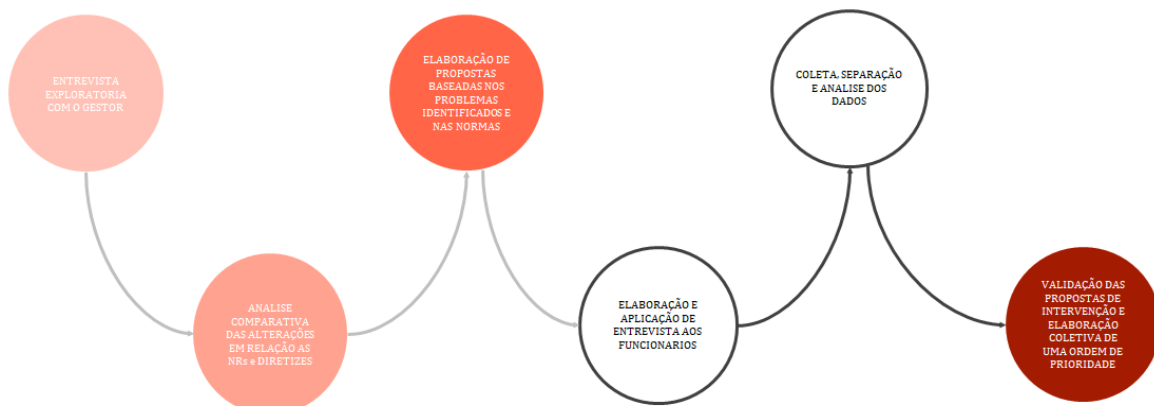 ENTREVISTA
EXPLORATORIA
COM O GESTOR
ANALISE
COMPARATIVA
DAS ALTERAÇÕES
EM RELAÇÃO AS
NRs e DIRETIZES
ELABORAÇÃO DE
PROPOSTAS
BASEADAS NOS
PROBLEMAS
IDENTIFICADOS E
NAS NORMAS
ELABORAÇÃO E
APLICAÇÃO DE
ENTREVISTA AOS
FUNCIONARIOS
COLETA, SEPARAÇÃO
E ANALISE DOS
DADOS
VALIDAÇÃO DAS
PROPOSTAS DE
INTERVENÇÃO E
ELABORAÇÃO
COLETIVA DE
UMA ORDEM DE
PRIORIDADE